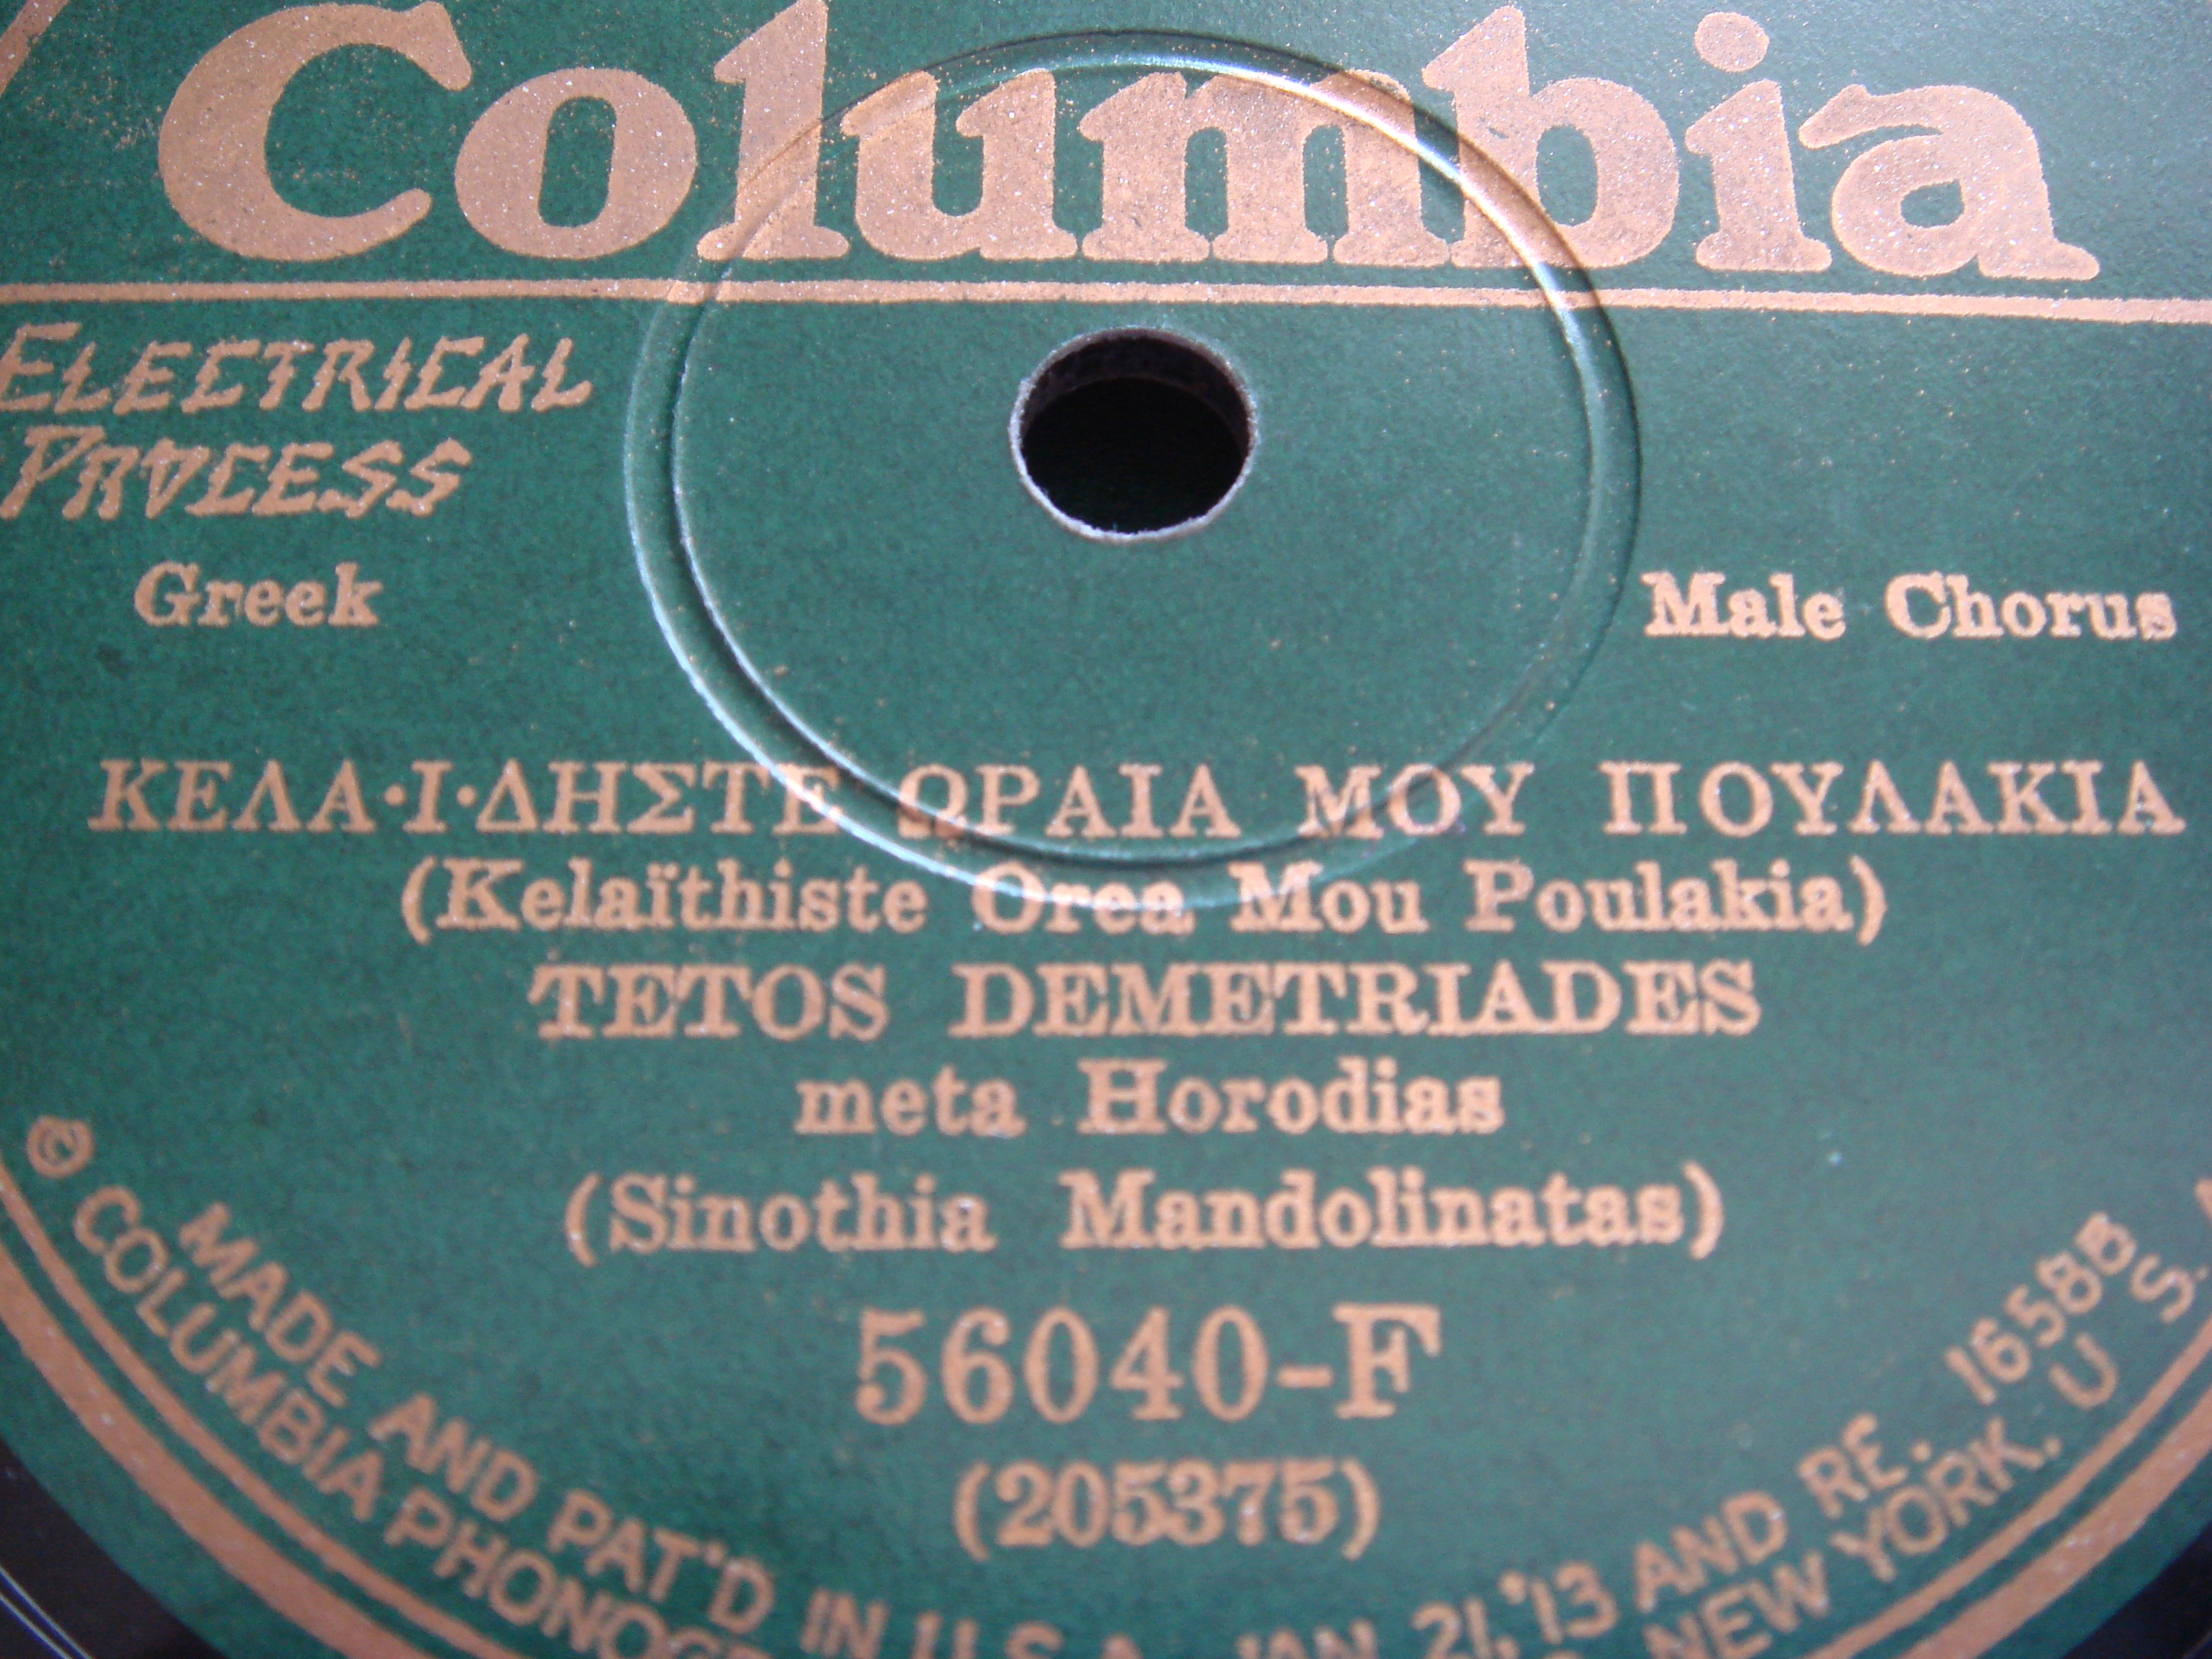 Columbia
ELECTRICAL
PROCESS
Greek
Male Chorus
ΚΕΛΑ·Ι·ΔΗΣΤΕ ΩΡΑΙΑ ΜΟΥ ΠΟΥΛΑΚΙΑ
(Kelaïthiste Orea Mou Poulakia)
TETOS DEMETRIADES
meta Horodias
(Sinothia Mandolinatas)
56040-F
(205375)
MADE AND PAT'D IN U.S.A. JAN. 21, '13 AND RE. 16588
© COLUMBIA NEW YORK. U S.